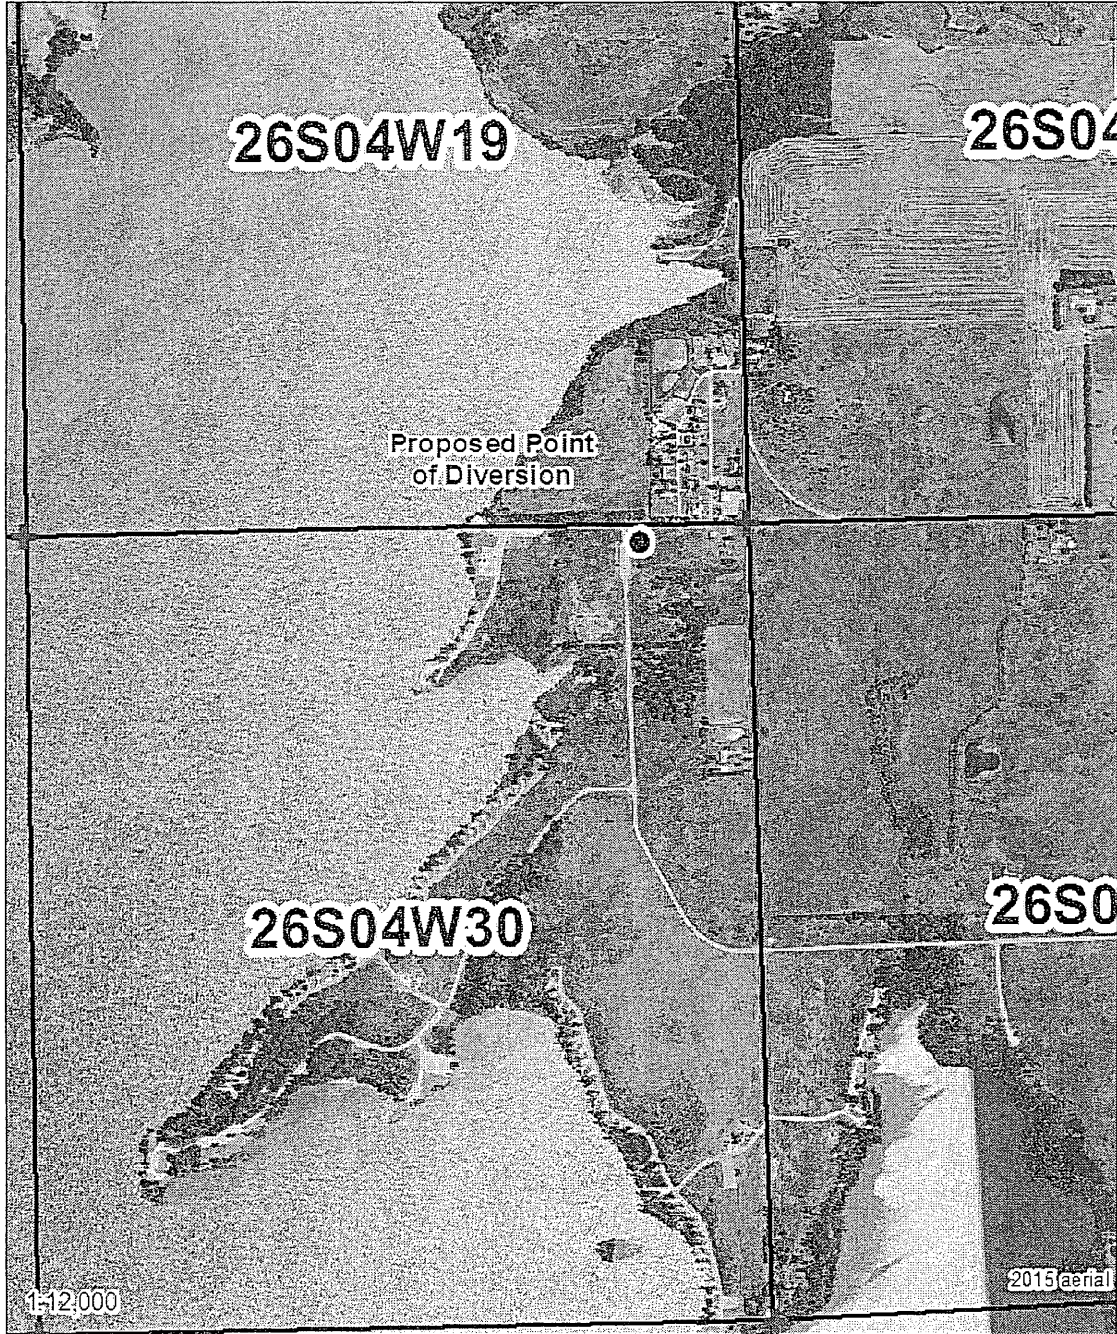 26S04W19
26S04
Proposed Point
of Diversion
26S04W30
26S0
1:12,000
2015 aerial